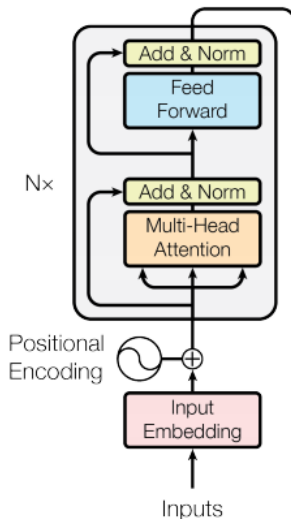 Add & Norm
Feed
Forward
N×
Add & Norm
Multi-Head
Attention
Positional
Encoding
Input
Embedding
Inputs